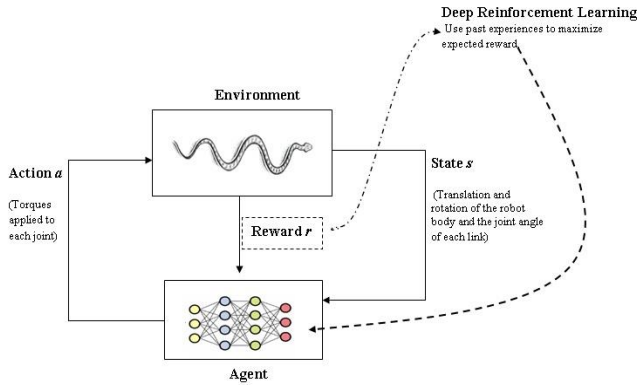 Deep Reinforcement Learning
Use past experiences to maximize
expected reward
Environment
Action a
(Torques
applied to
each joint)
State s
(Translation and
rotation of the robot
body and the joint angle
of each link)
Reward r
Agent